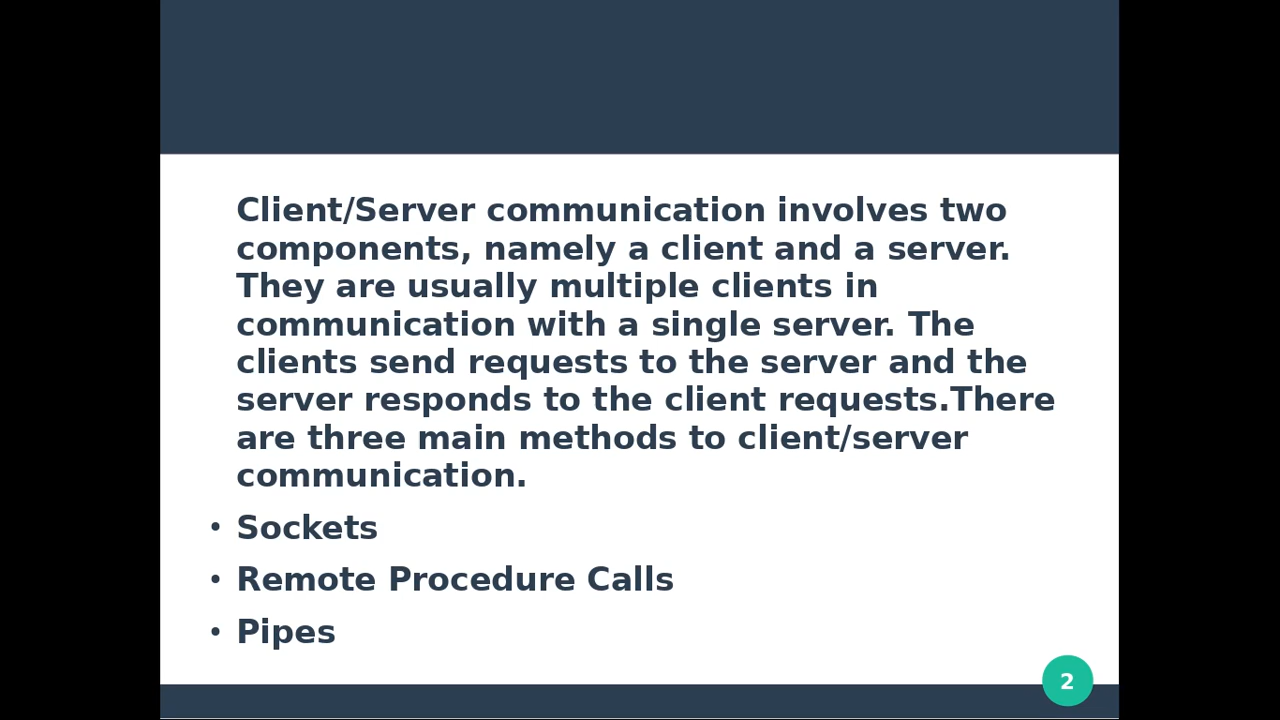 Client/Server communication involves two
components, namely a client and a server.
They are usually multiple clients in
communication with a single server. The
clients send requests to the server and the
server responds to the client requests.There
are three main methods to client/server
communication.
• Sockets
• Remote Procedure Calls
• Pipes
2